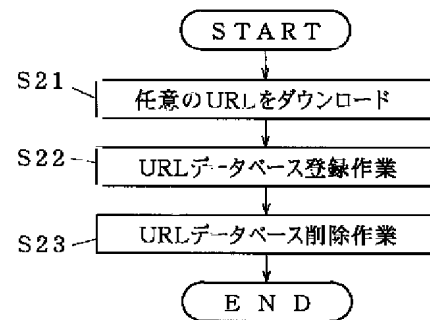 START
S21 任意のURLをダウンロード
S22 URLデータベース登録作業
S23 URLデータベース削除作業
END